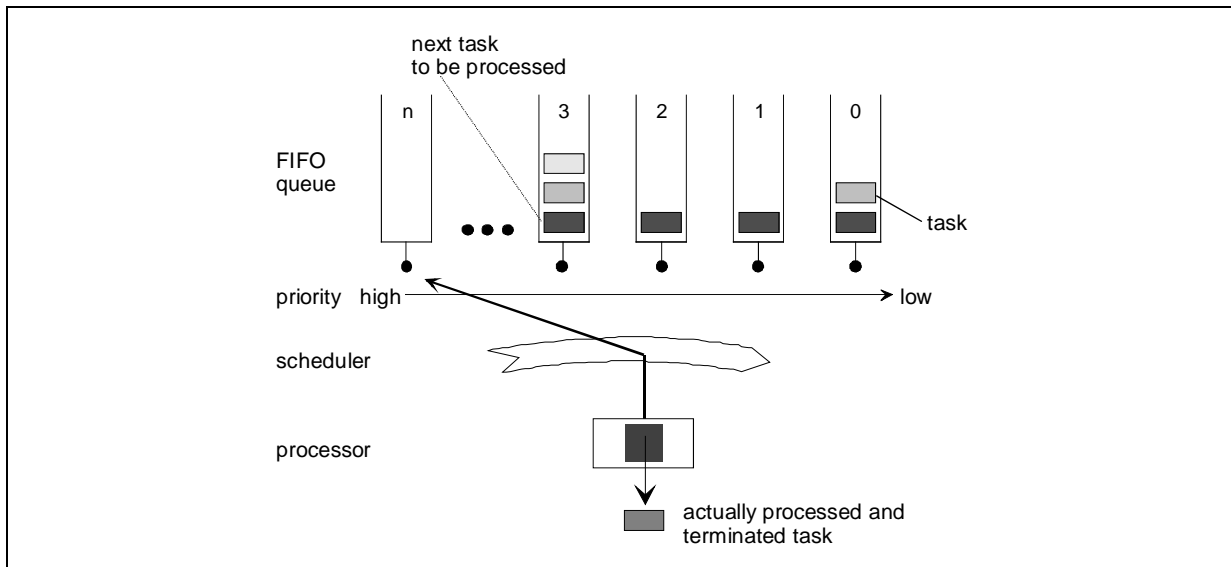 next task
to be processed
n
3
2
1
0
FIFO
queue
task
priority high
low
scheduler
processor
actually processed and
terminated task